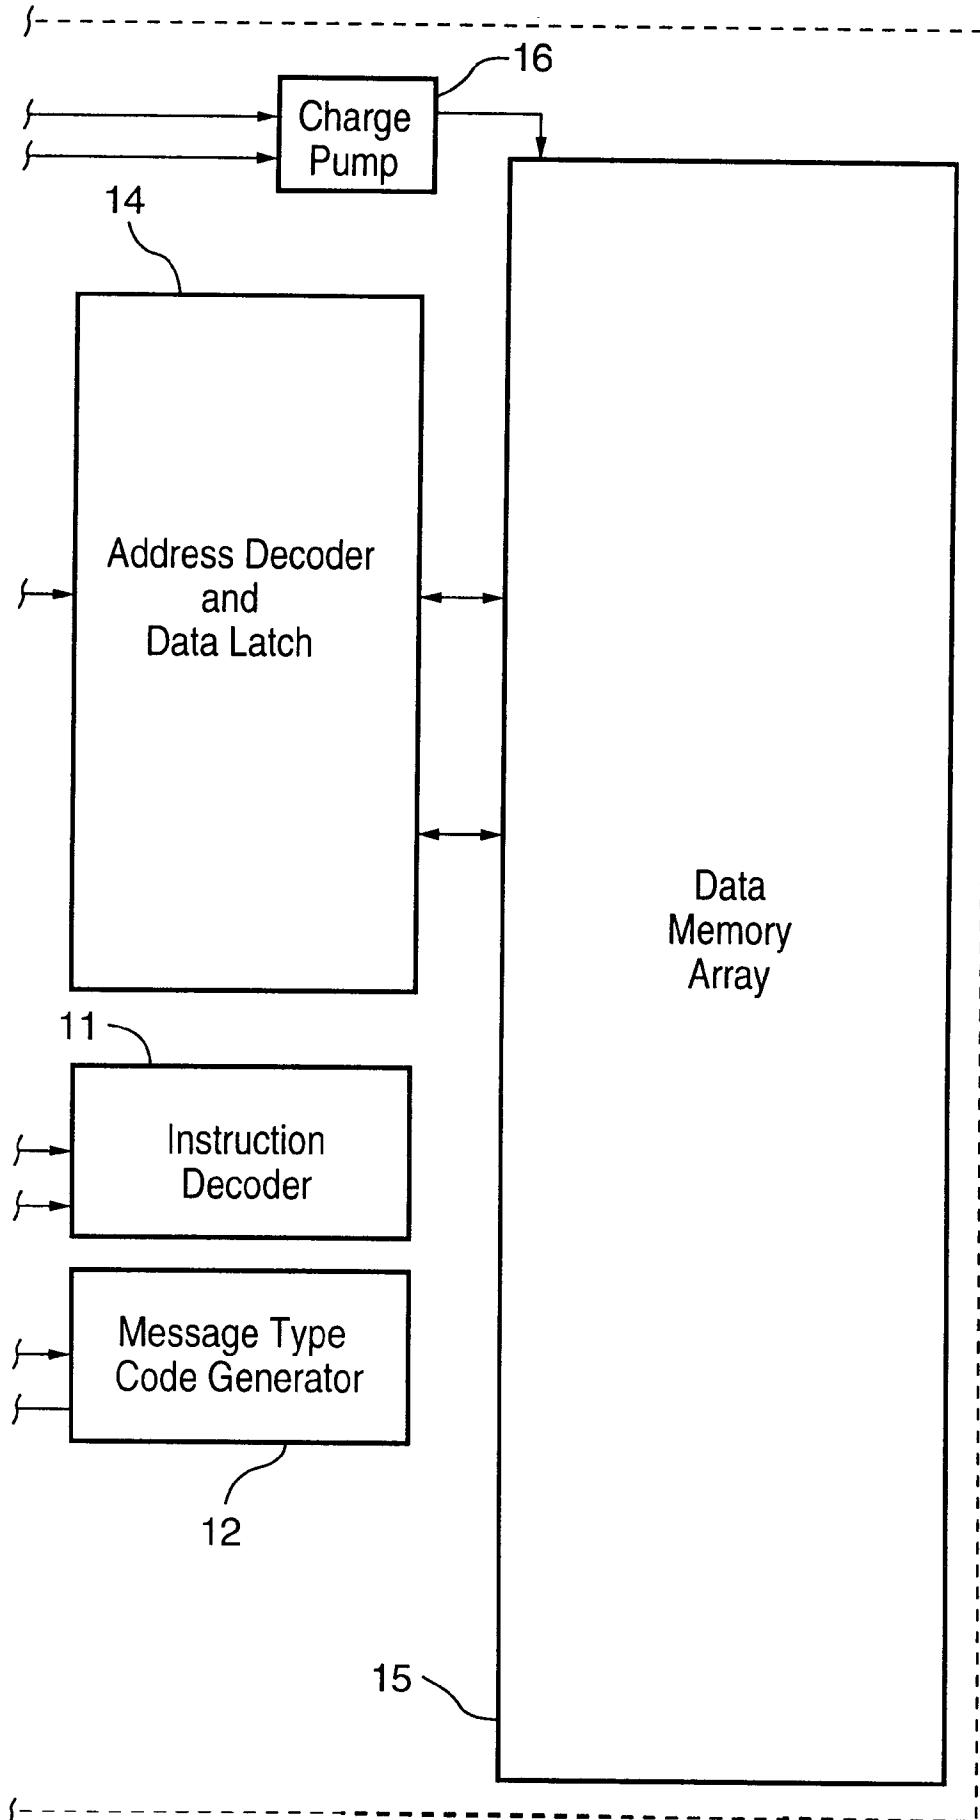 16
Charge
Pump
14
Address Decoder
and
Data Latch
Data
Memory
Array
11
Instruction
Decoder
Message Type
Code Generator
12
15